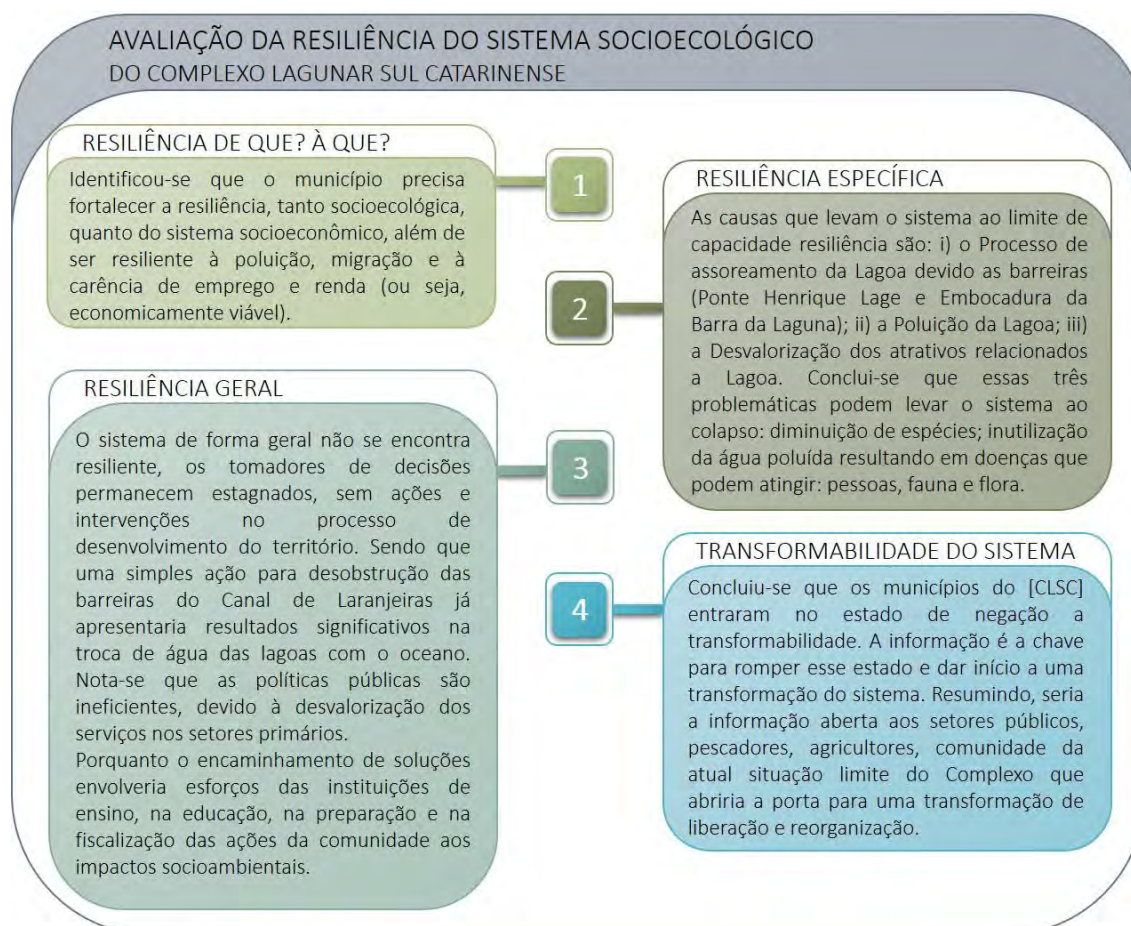 AVALIAÇÃO DA RESILIÊNCIA DO SISTEMA SOCIOECOLÓGICO
DO COMPLEXO LAGUNAR SUL CATARINENSE
RESILIÊNCIA DE QUE? À QUE?
Identificou-se que o município precisa
fortalecer a resiliência, tanto socioecológica,
quanto do sistema socioeconômico, além de
ser resiliente à poluição, migração e à
carência de emprego e renda (ou seja,
economicamente viável).
1
RESILIÊNCIA ESPECÍFICA
As causas que levam o sistema ao limite de
capacidade resiliência são: i) o Processo de
assoreamento da Lagoa devido as barreiras
(Ponte Henrique Lage e Embocadura da
Barra da Laguna); ii) a Poluição da Lagoa; iii)
a Desvalorização dos atrativos relacionados
a Lagoa. Conclui-se que essas três
problemáticas podem levar o sistema ao
colapso: diminuição de espécies; inutilização
da água poluída resultando em doenças que
podem atingir: pessoas, fauna e flora.
2
RESILIÊNCIA GERAL
O sistema de forma geral não se encontra
resiliente, os tomadores de decisões
permanecem estagnados, sem ações e
intervenções no processo de
desenvolvimento do território. Sendo que
uma simples ação para desobstrução das
barreiras do Canal de Laranjeiras já
apresentaria resultados significativos na
troca de água das lagoas com o oceano.
Nota-se que as políticas públicas são
ineficientes, devido à desvalorização dos
serviços nos setores primários.
Porquanto o encaminhamento de soluções
envolveria esforços das instituições de
ensino, na educação, na preparação e na
fiscalização das ações da comunidade aos
impactos socioambientais.
3
TRANSFORMABILIDADE DO SISTEMA
Concluiu-se que os municípios do [CLSC]
entraram no estado de negação a
transformabilidade. A informação é a chave
para romper esse estado e dar início a uma
transformação do sistema. Resumindo, seria
a informação aberta aos setores públicos,
pescadores, agricultores, comunidade da
atual situação limite do Complexo que
abriria a porta para uma transformação de
liberação e reorganização.
4